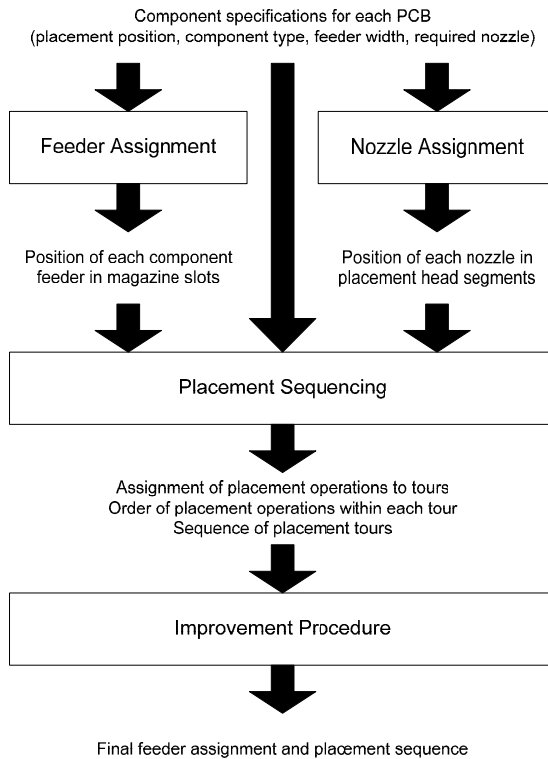 Component specifications for each PCB
(placement position, component type, feeder width, required nozzle)
Feeder Assignment
Nozzle Assignment
Position of each component
feeder in magazine slots
Position of each nozzle in
placement head segments
Placement Sequencing
Assignment of placement operations to tours
Order of placement operations within each tour
Sequence of placement tours
Improvement Procedure
Final feeder assignment and placement sequence